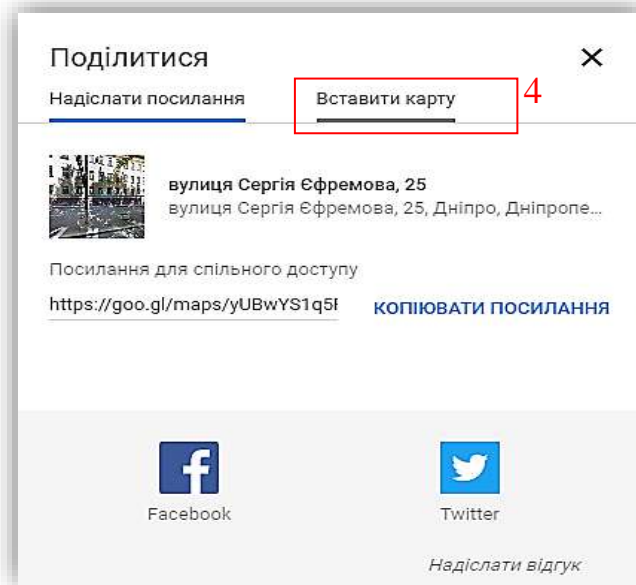 Поділитися
Надіслати посилання Вставити карту 4
вулиця Сергія Єфремова, 25
вулиця Сергія Єфремова, 25, Дніпро, Дніпропе...
Посилання для спільного доступу
https://goo.gl/maps/yUBwYS1q5 КОПІЮВАТИ ПОСИЛАННЯ
Facebook Twitter
Надіслати відгук